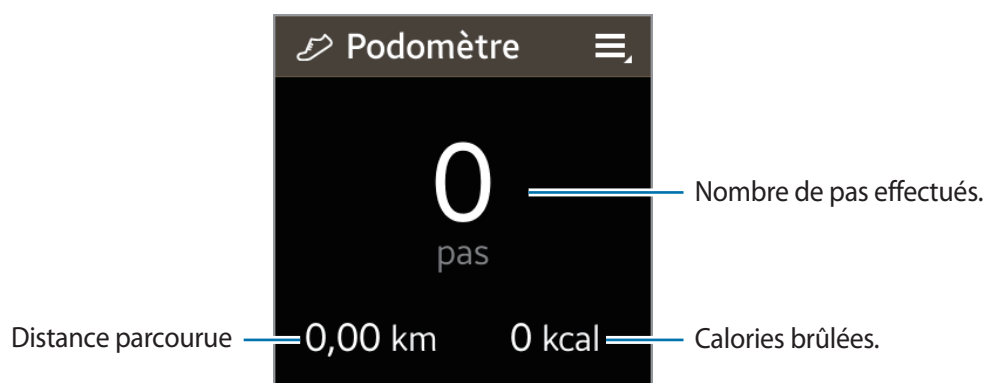 Podomètre
0
Nombre de pas effectués.
pas
Distance parcourue
0,00 km
0 kcal
Calories brûlées.